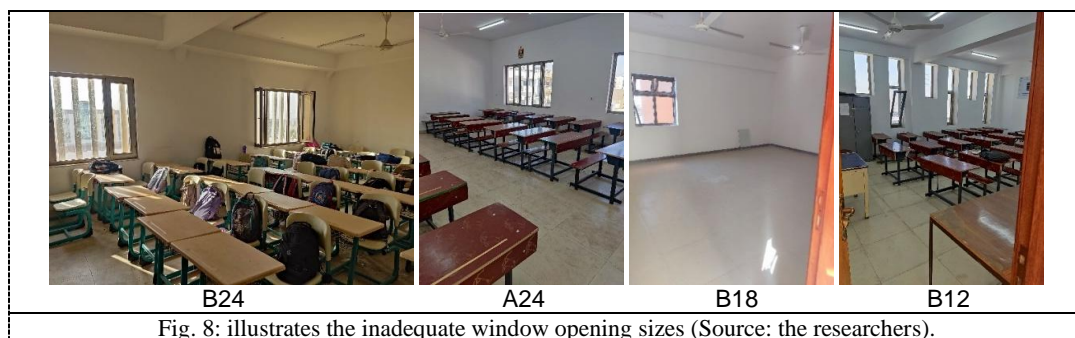 B24
A24
B18
B12
Fig. 8: illustrates the inadequate window opening sizes (Source: the researchers).